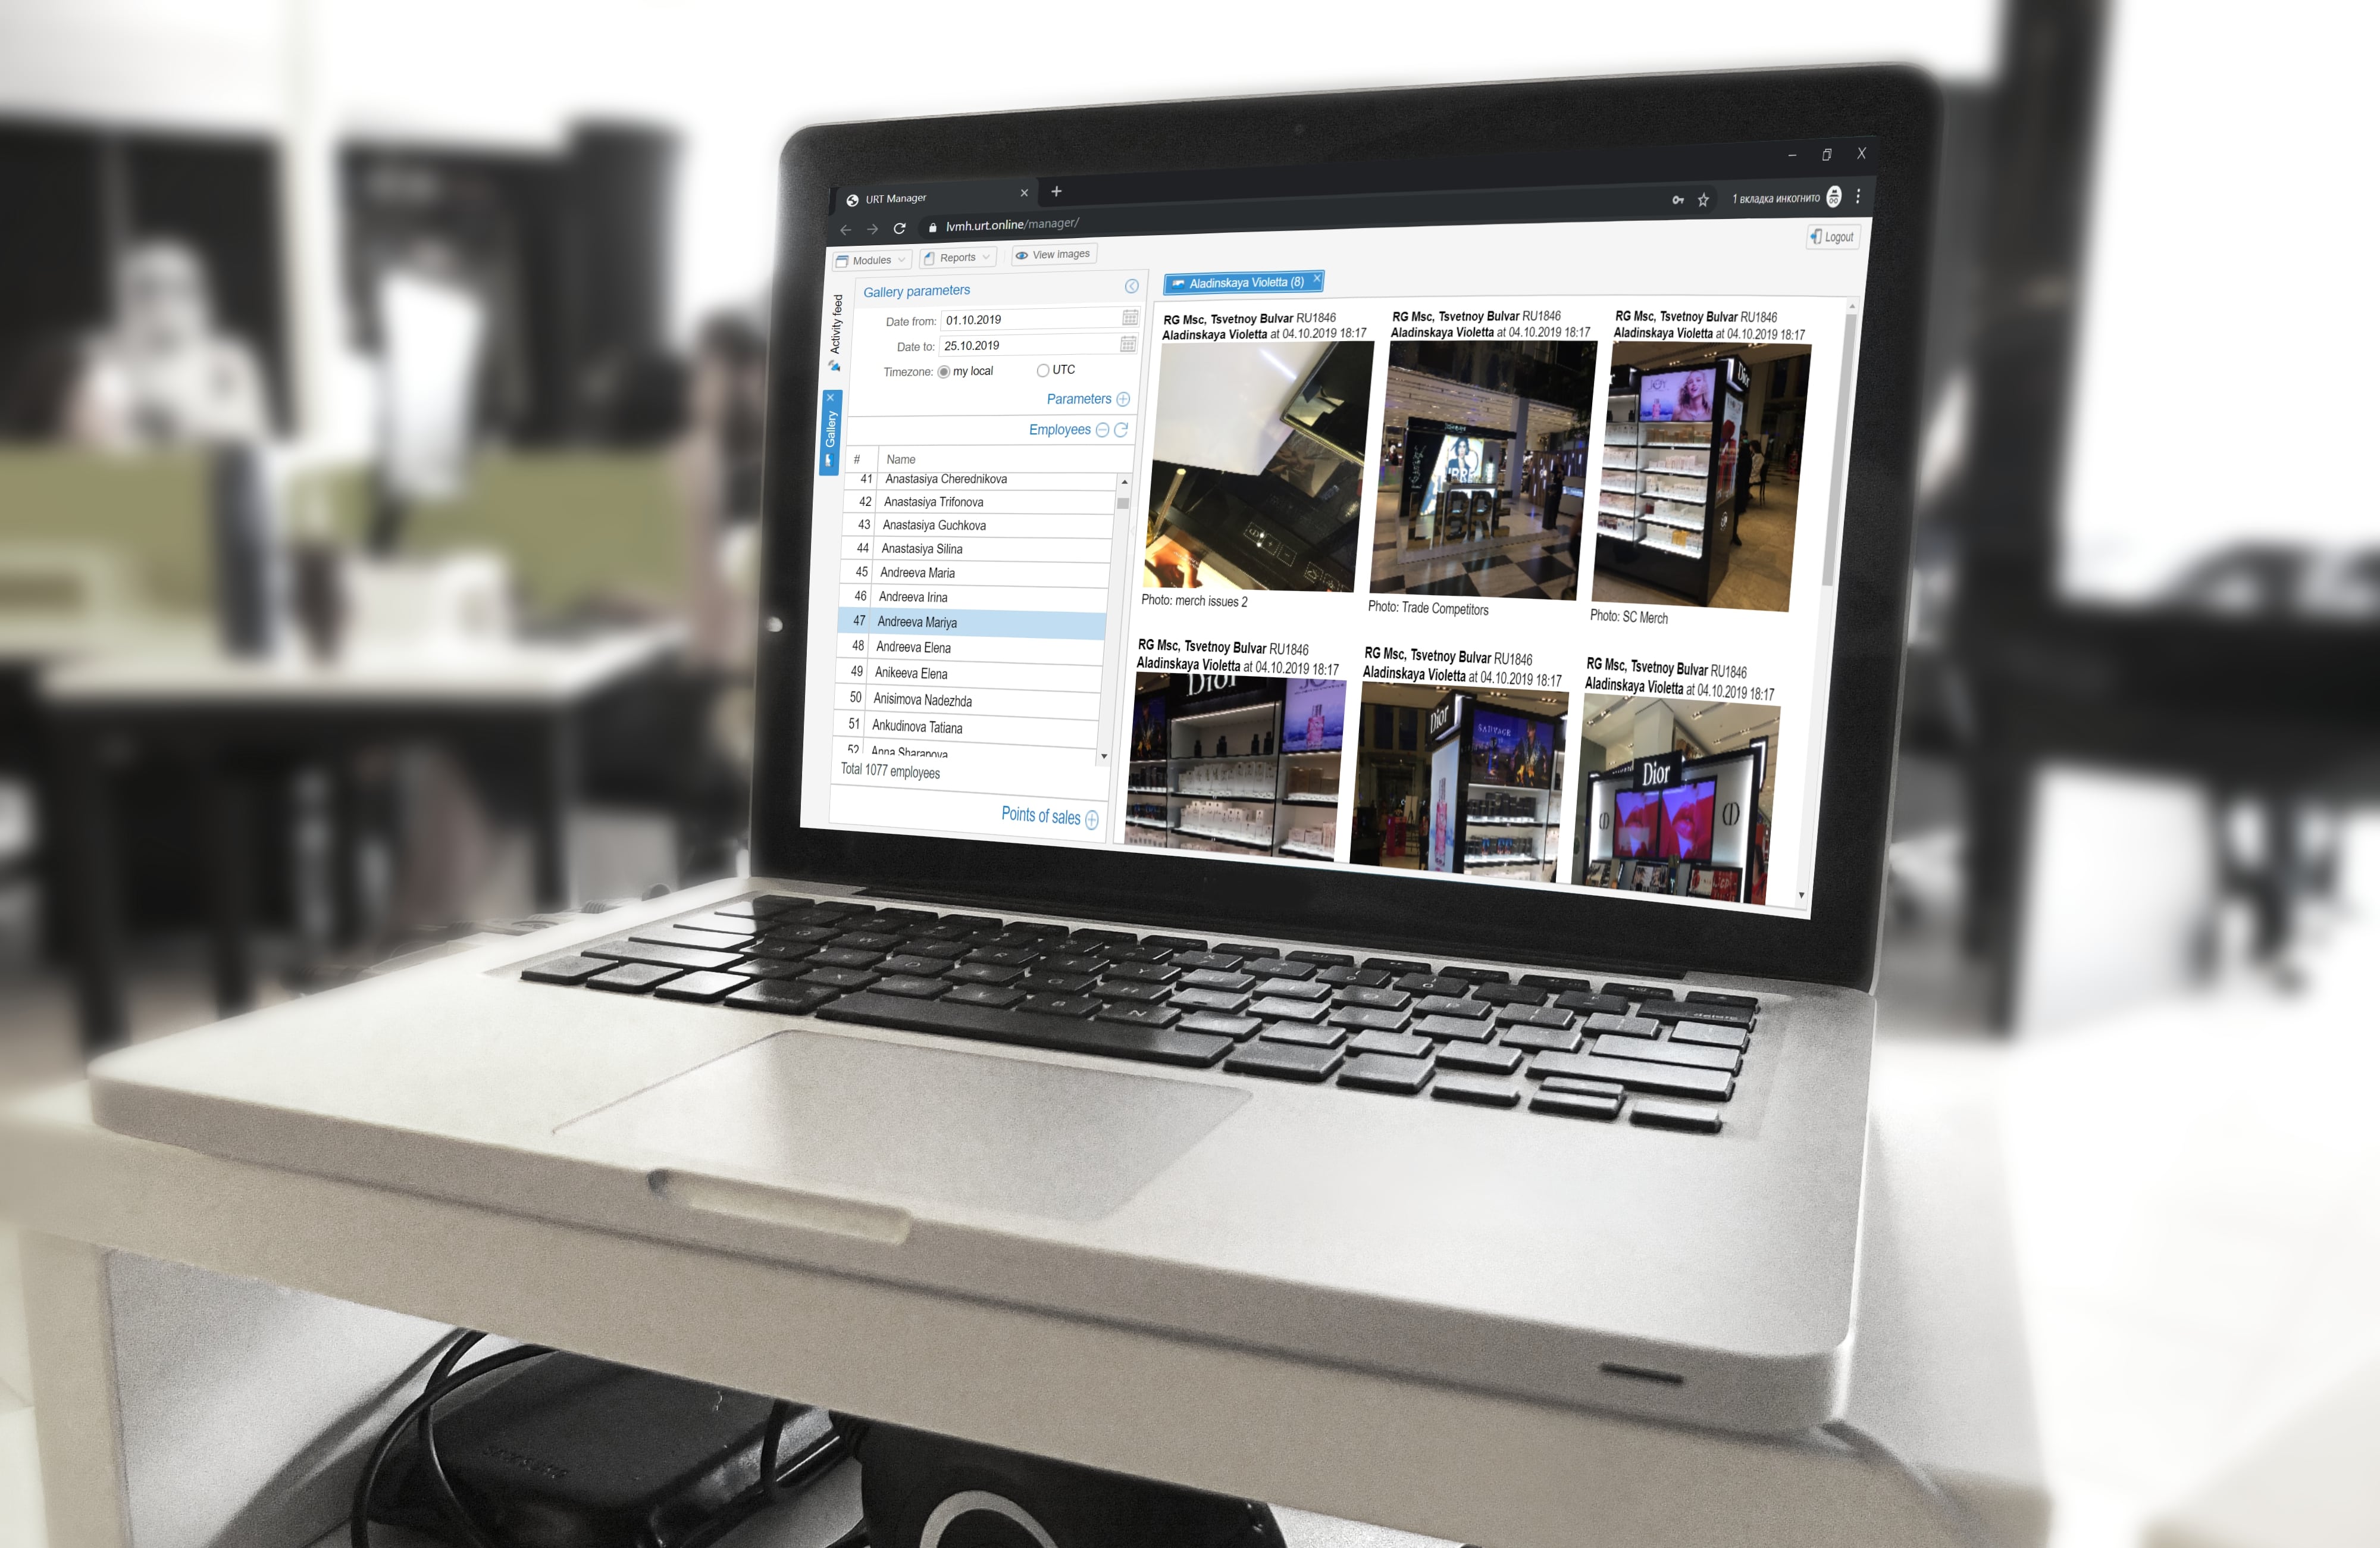 URT Manager
lvmh.urt.online/manager/
1 вкладка инкогнито
Modules
Reports
View images
Logout
Activity feed
Gallery
Gallery parameters
Date from: 01.10.2019
Date to: 25.10.2019
Timezone: my local UTC
Parameters
Employees
# Name
41 Anastasiya Cherednikova
42 Anastasiya Trifonova
43 Anastasiya Guchkova
44 Anastasiya Silina
45 Andreeva Maria
46 Andreeva Irina
47 Andreeva Mariya
48 Andreeva Elena
49 Anikeeva Elena
50 Anisimova Nadezhda
51 Ankudinova Tatiana
52 Anna Sharapova
Total 1077 employees
Points of sales
Aladinskaya Violetta (8)
RG Msc, Tsvetnoy Bulvar RU1846
Aladinskaya Violetta at 04.10.2019 18:17
Photo: merch issues 2
RG Msc, Tsvetnoy Bulvar RU1846
Aladinskaya Violetta at 04.10.2019 18:17
Photo: Trade Competitors
RG Msc, Tsvetnoy Bulvar RU1846
Aladinskaya Violetta at 04.10.2019 18:17
JOY
Dior
Photo: SC Merch
RG Msc, Tsvetnoy Bulvar RU1846
Aladinskaya Violetta at 04.10.2019 18:17
Dior
RG Msc, Tsvetnoy Bulvar RU1846
Aladinskaya Violetta at 04.10.2019 18:17
Dior
SAUVAGE
RG Msc, Tsvetnoy Bulvar RU1846
Aladinskaya Violetta at 04.10.2019 18:17
Dior
delete